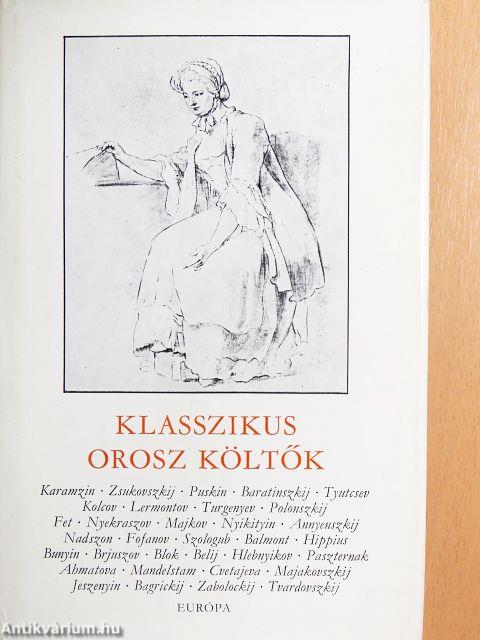 KLASSZIKUS
OROSZ KÖLTŐK
Karamzin · Zsukovszkij · Puskin · Baratinszkij · Tyutcsev
Kolcov · Lermontov · Turgenyev · Polonszkij
Fet · Nyekraszov · Majkov · Nyikityin · Annyenszkij
Nadszon · Fofanov · Szologub · Balmont · Hippius
Bunyin · Brjuszov · Blok · Belij · Hlebnyikov · Paszternak
Ahmatova · Mandelstam · Cvetajeva · Majakovszkij
Jeszenyin · Bagrickij · Zabolockij · Tvardovszkij
EURÓPA
Antikvárium.hu